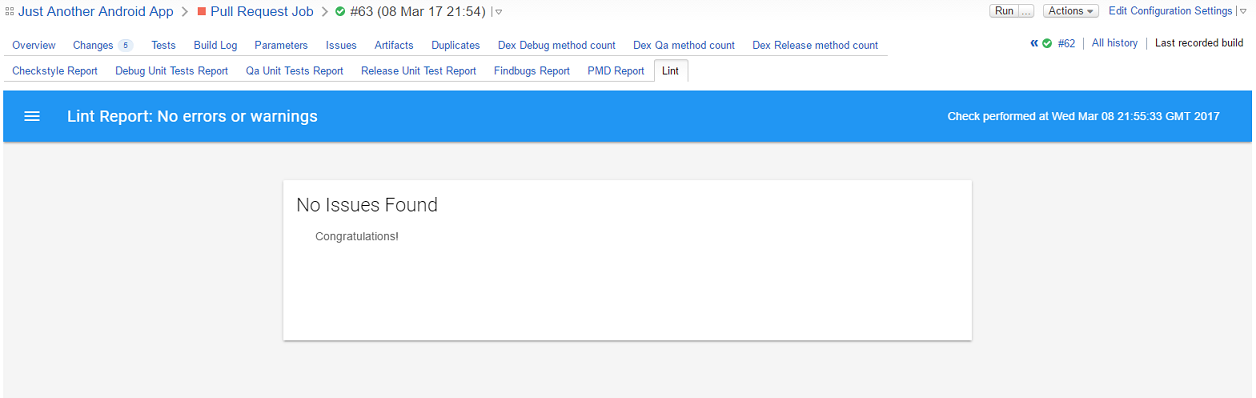 Just Another Android App > Pull Request Job > #63 (08 Mar 17 21:54) Run ... Actions Edit Configuration Settings
Overview Changes 5 Tests Build Log Parameters Issues Artifacts Duplicates Dex Debug method count Dex Qa method count Dex Release method count « #62 | All history | Last recorded build
Checkstyle Report Debug Unit Tests Report Qa Unit Tests Report Release Unit Test Report Findbugs Report PMD Report Lint
Lint Report: No errors or warnings Check performed at Wed Mar 08 21:55:33 GMT 2017
No Issues Found
Congratulations!